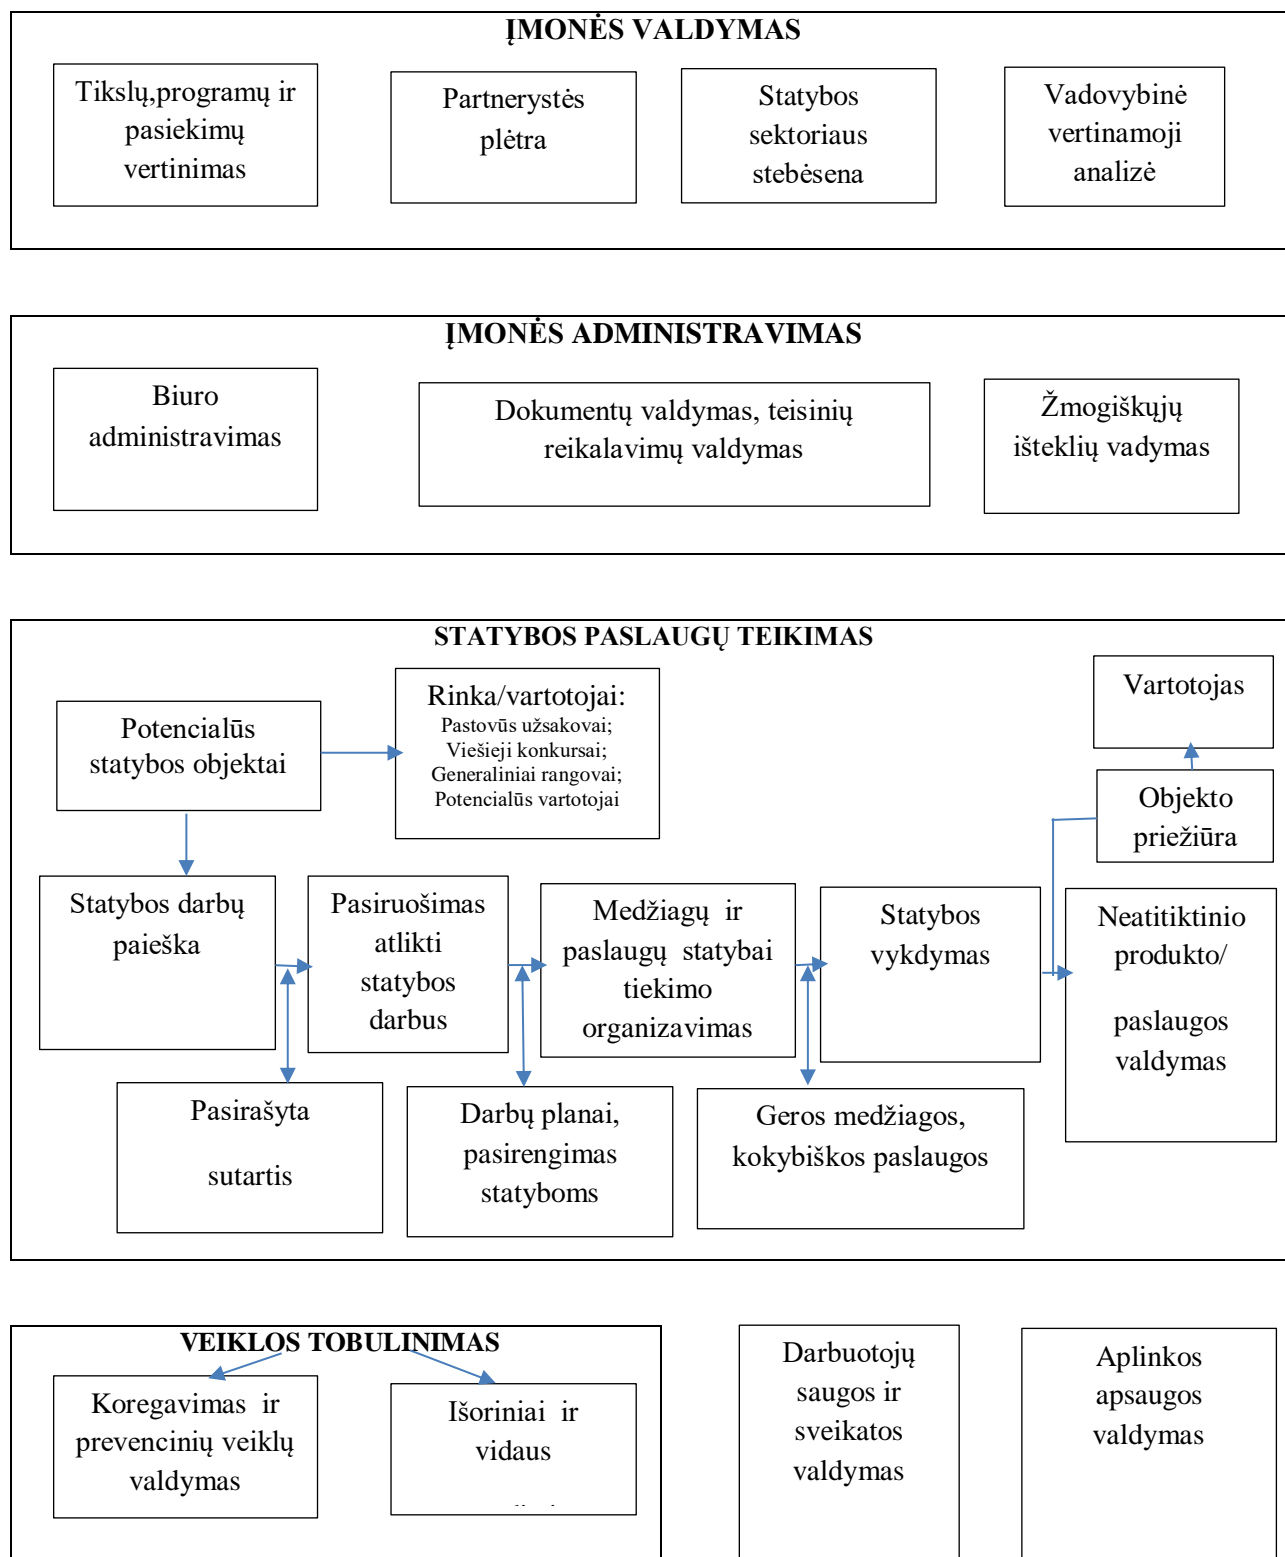 ĮMONĖS VALDYMAS
Tikslų,programų ir
pasiekimų
vertinimas
Partnerystės
plėtra
Statybos
sektoriaus
stebėsena
Vadovybinė
vertinamoji
analizė
ĮMONĖS ADMINISTRAVIMAS
Biuro
administravimas
Dokumentų valdymas, teisinių
reikalavimų valdymas
Žmogiškųjų
išteklių vadymas
STATYBOS PASLAUGŲ TEIKIMAS
Potencialūs
statybos objektai
Rinka/vartotojai:
Pastovūs užsakovai;
Viešieji konkursai;
Generaliniai rangovai;
Potencialūs vartotojai
Vartotojas
Objekto
priežiūra
Statybos darbų
paieška
Pasiruošimas
atlikti
statybos
darbus
Medžiagų ir
paslaugų statybai
tiekimo
organizavimas
Statybos
vykdymas
Neatitiktinio
produkto/
paslaugos
valdymas
Pasirašyta
sutartis
Darbų planai,
pasirengimas
statyboms
Geros medžiagos,
kokybiškos paslaugos
VEIKLOS TOBULINIMAS
Koregavimas ir
prevencinių veiklų
valdymas
Išoriniai ir
vidaus
Darbuotojų
saugos ir
sveikatos
valdymas
Aplinkos
apsaugos
valdymas